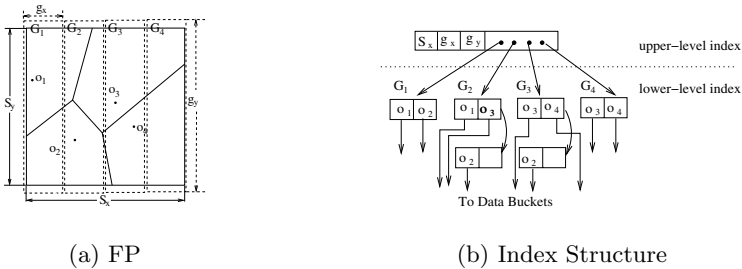 g_x
G_1 G_2 G_3 G_4
o_1
o_3
S_y
g_y
o_2
S_x
(a) FP
S_x g_x g_y
upper-level index
lower-level index
G_1 G_2 G_3 G_4
o_1 o_2 o_1 o_3 o_3 o_4 o_3 o_4
o_2 o_2
To Data Buckets
(b) Index Structure